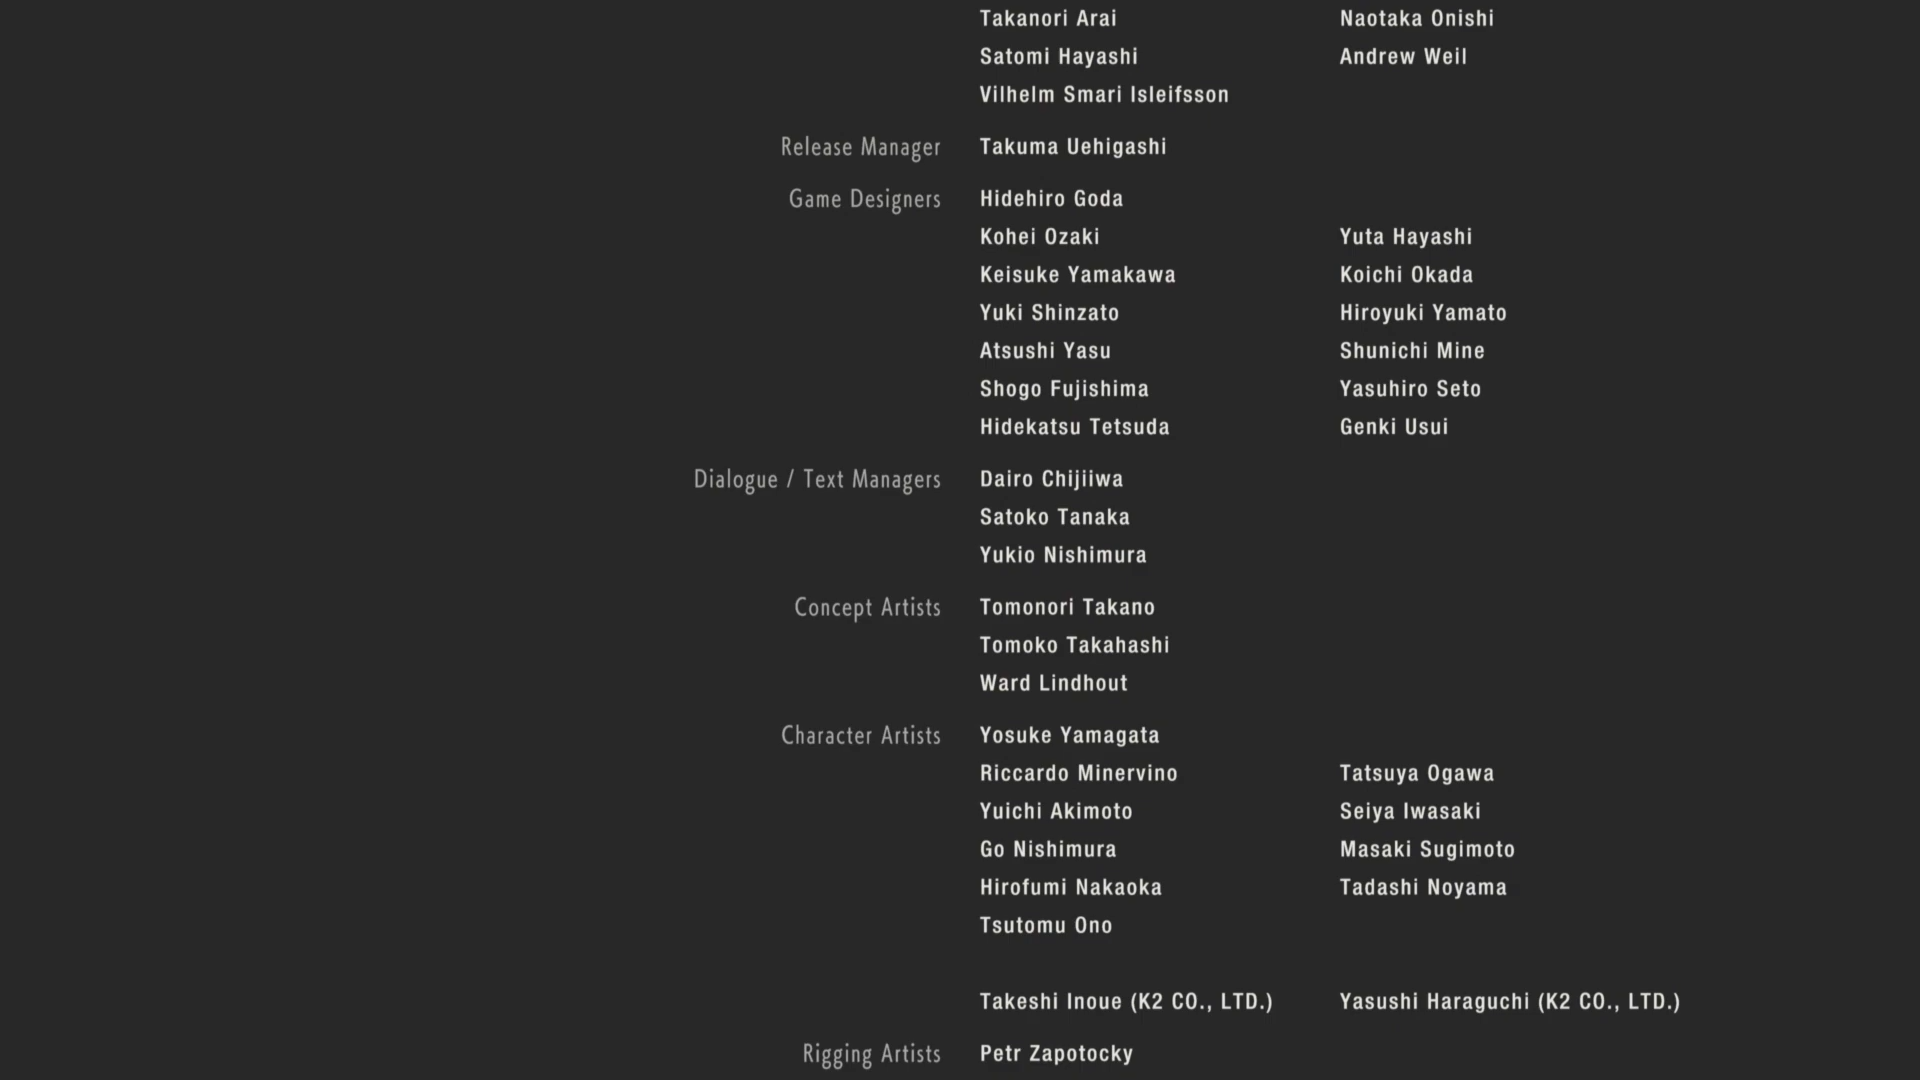 Takanori Arai Naotaka Onishi
Satomi Hayashi Andrew Weil
Vilhelm Smari Isleifsson
Release Manager Takuma Uehigashi
Game Designers Hidehiro Goda
Kohei Ozaki Yuta Hayashi
Keisuke Yamakawa Koichi Okada
Yuki Shinzato Hiroyuki Yamato
Atsushi Yasu Shunichi Mine
Shogo Fujishima Yasuhiro Seto
Hidekatsu Tetsuda Genki Usui
Dialogue / Text Managers Dairo Chijiiwa
Satoko Tanaka
Yukio Nishimura
Concept Artists Tomonori Takano
Tomoko Takahashi
Ward Lindhout
Character Artists Yosuke Yamagata
Riccardo Minervino Tatsuya Ogawa
Yuichi Akimoto Seiya Iwasaki
Go Nishimura Masaki Sugimoto
Hirofumi Nakaoka Tadashi Noyama
Tsutomu Ono
Takeshi Inoue (K2 CO., LTD.) Yasushi Haraguchi (K2 CO., LTD.)
Rigging Artists Petr Zapotocky